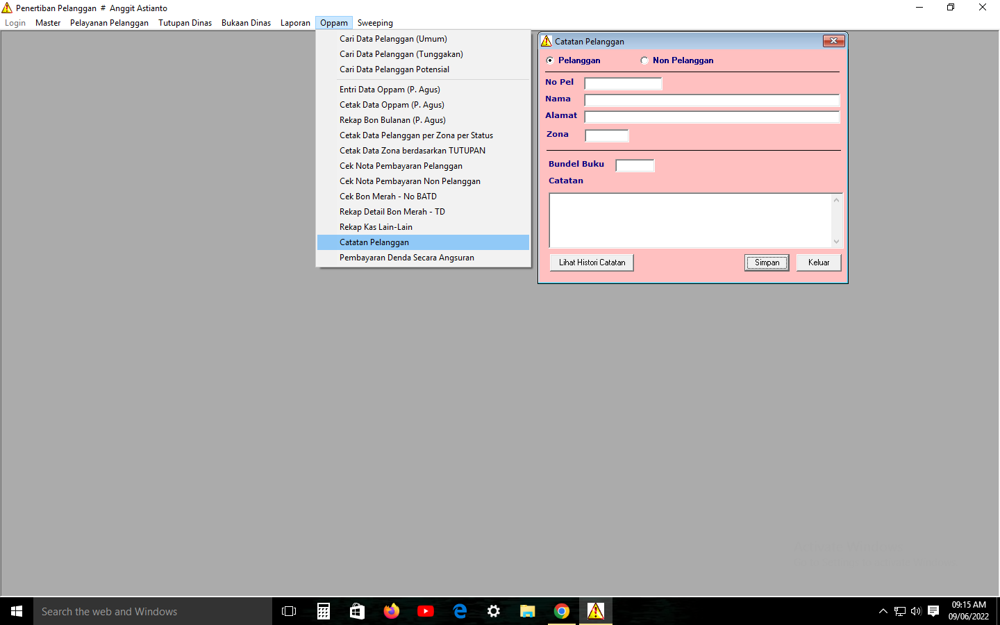 Penertiban Pelanggan # Anggit Astianto
Login Master Pelayanan Pelanggan Tutupan Dinas Bukaan Dinas Laporan Oppam Sweeping
Cari Data Pelanggan (Umum)
Cari Data Pelanggan (Tunggakan)
Cari Data Pelanggan Potensial
Entri Data Oppam (P. Agus)
Cetak Data Oppam (P. Agus)
Rekap Bon Bulanan (P. Agus)
Cetak Data Pelanggan per Zona per Status
Cetak Data Zona berdasarkan TUTUPAN
Cek Nota Pembayaran Pelanggan
Cek Nota Pembayaran Non Pelanggan
Cek Bon Merah - No BATD
Rekap Detail Bon Merah - TD
Rekap Kas Lain-Lain
Catatan Pelanggan
Pembayaran Denda Secara Angsuran
Catatan Pelanggan
Pelanggan Non Pelanggan
No Pel
Nama
Alamat
Zona
Bundel Buku
Catatan
Lihat Histori Catatan Simpan Keluar
Search the web and Windows
09:15 AM
09/06/2022